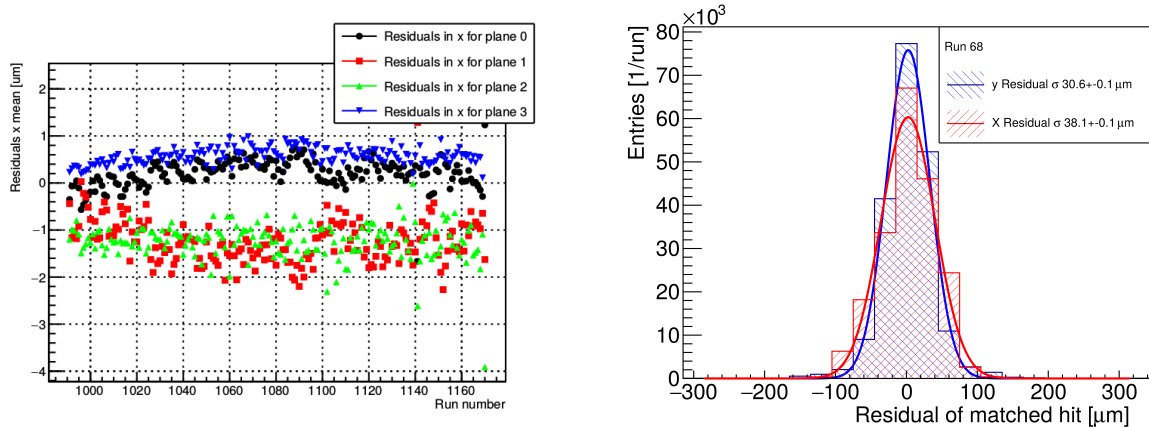 Residuals in x for plane 0
Residuals in x for plane 1
Residuals in x for plane 2
Residuals in x for plane 3
Residuals x mean [um]
2
1
0
−1
−2
−3
−4
1000 1020 1040 1060 1080 1100 1120 1140 1160
Run number
×10³
Run 68
y Residual σ 30.6+-0.1 μm
X Residual σ 38.1+-0.1 μm
Entries [1/run]
80
70
60
50
40
30
20
10
0
−300 −200 −100 0 100 200 300
Residual of matched hit [μm]